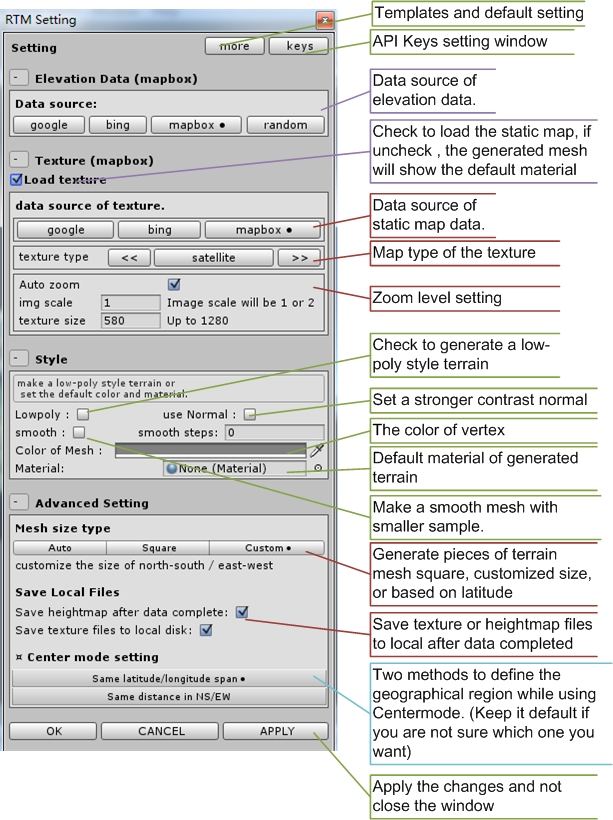 RTM Setting
Setting
more
keys
Elevation Data (mapbox)
Data source:
google
bing
mapbox •
random
Texture (mapbox)
Load texture
data source of texture.
google
bing
mapbox •
texture type
<<
satellite
>>
Auto zoom
img scale
1
Image scale will be 1 or 2
texture size
580
Up to 1280
Style
make a low-poly style terrain or
set the default color and material.
Lowpoly :
use Normal :
smooth :
smooth steps:
0
Color of Mesh :
Material:
None (Material)
Advanced Setting
Mesh size type
Auto
Square
Custom •
customize the size of north-south / east-west
Save Local Files
Save heightmap after data complete:
Save texture files to local disk:
¤ Center mode setting
Same latitude/longitude span •
Same distance in NS/EW
OK
CANCEL
APPLY
Templates and default setting
API Keys setting window
Data source of
elevation data.
Check to load the static map, if
uncheck , the generated mesh
will show the default material
Data source of
static map data.
Map type of the texture
Zoom level setting
Check to generate a low-
poly style terrain
Set a stronger contrast normal
The color of vertex
Default material of generated
terrain
Make a smooth mesh with
smaller sample.
Generate pieces of terrain
mesh square, customized size,
or based on latitude
Save texture or heightmap files
to local after data completed
Two methods to define the
geographical region while using
Centermode. (Keep it default if
you are not sure which one you
want)
Apply the changes and not
close the window